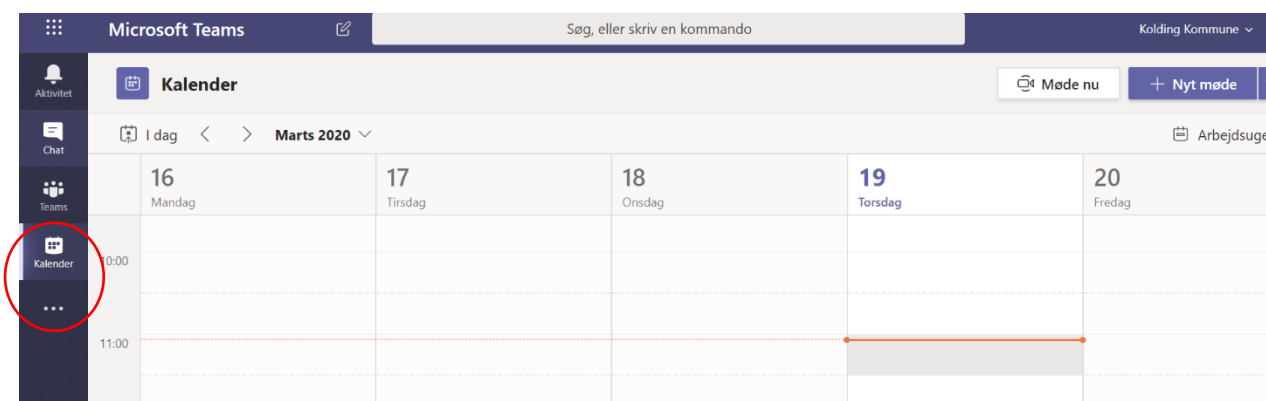 Microsoft Teams
Søg, eller skriv en kommando
Kolding Kommune
Aktivitet
Kalender
Møde nu
Nyt møde
Chat
I dag
Marts 2020
Arbejdsuge
Teams
16
Mandag
17
Tirsdag
18
Onsdag
19
Torsdag
20
Fredag
Kalender
10:00
11:00